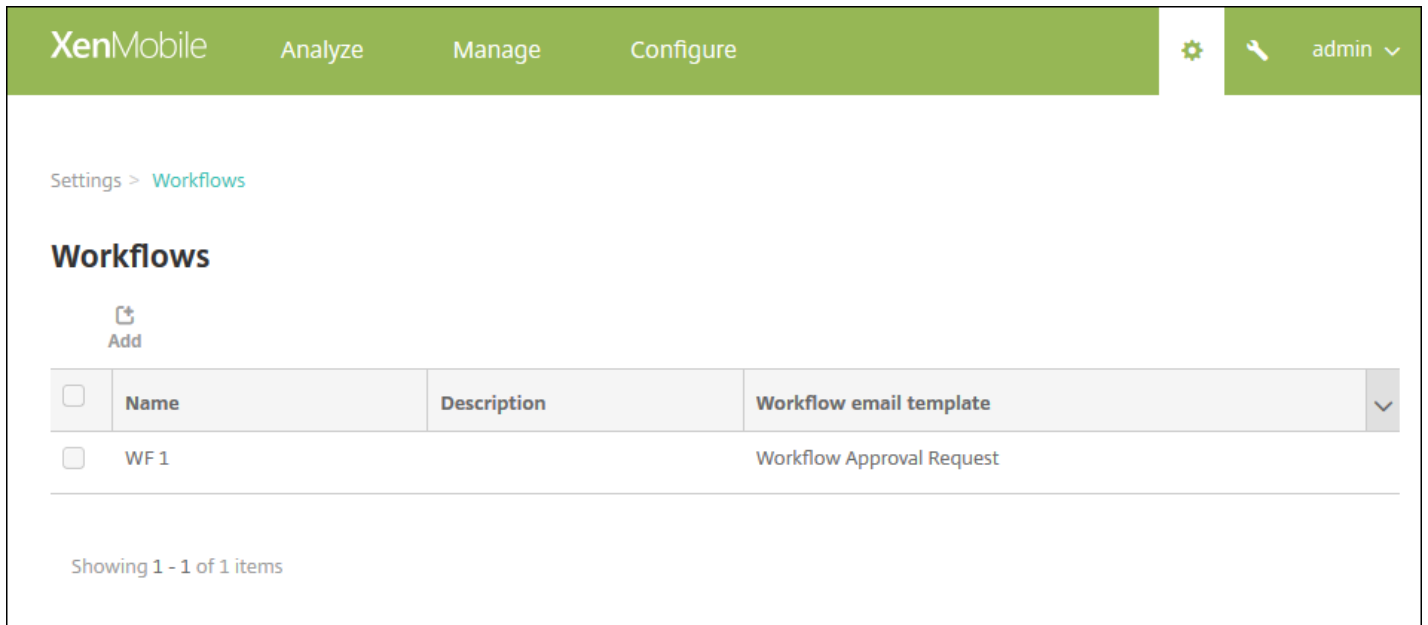 XenMobile Analyze Manage Configure admin
Settings > Workflows
Workflows
Add
Name Description Workflow email template
WF 1 Workflow Approval Request
Showing 1 - 1 of 1 items